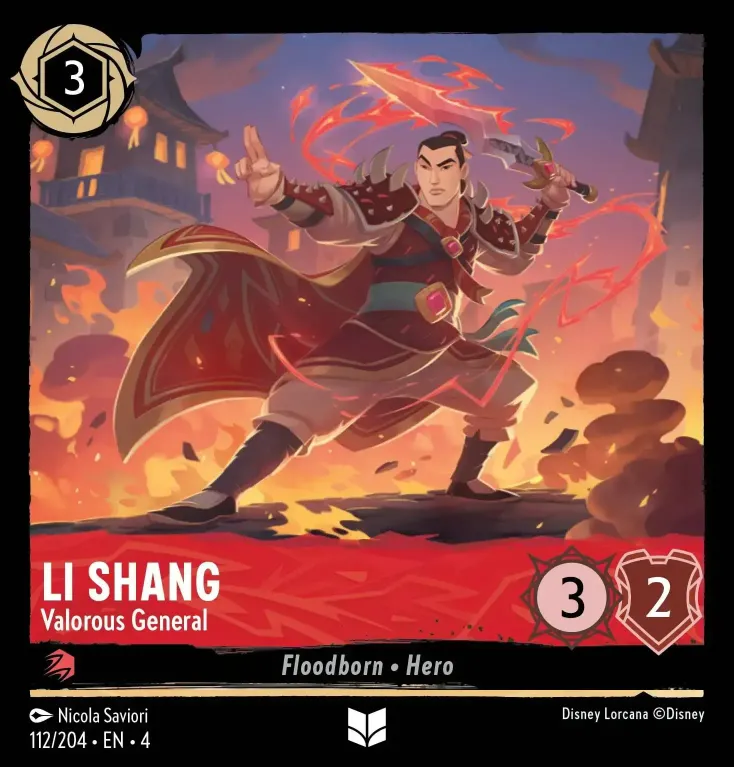 3
LI SHANG
Valorous General
3
2
Floodborn • Hero
Nicola Saviori
Disney Lorcana ©Disney
112/204 • EN • 4